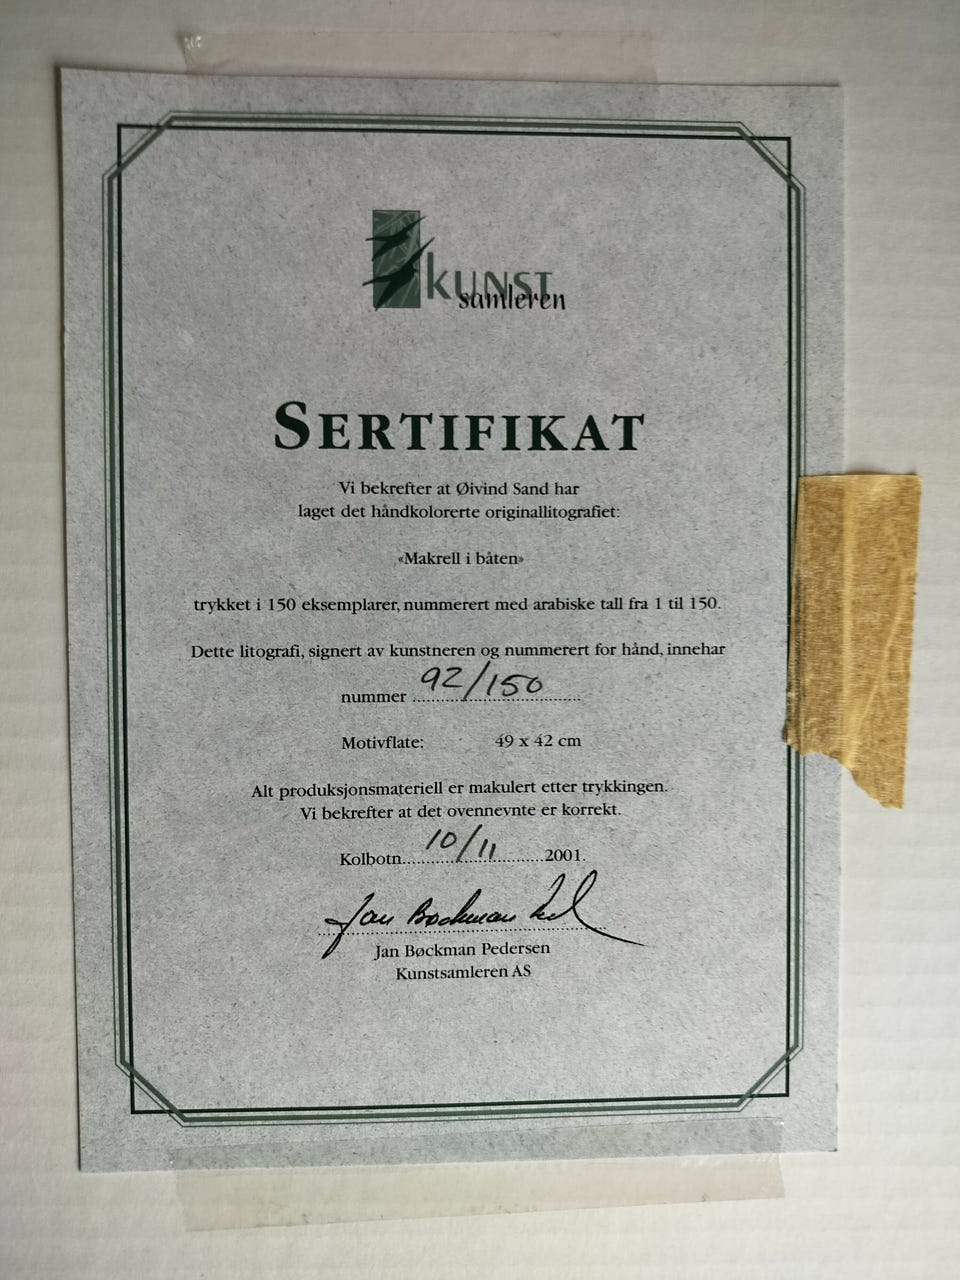 KUNST
samleren
SERTIFIKAT
Vi bekrefter at Øivind Sand har
laget det håndkolorerte originallitografiet:
«Makrell i båten»
trykket i 150 eksemplarer, nummerert med arabiske tall fra 1 til 150.
Dette litografi, signert av kunstneren og nummerert for hånd, innehar
nummer 92/150
Motivflate: 49 x 42 cm
Alt produksjonsmateriell er makulert etter trykkingen.
Vi bekrefter at det ovennevnte er korrekt.
Kolbotn 10/11 2001.
Jan Bøckman
Jan Bøckman Pedersen
Kunstsamleren AS